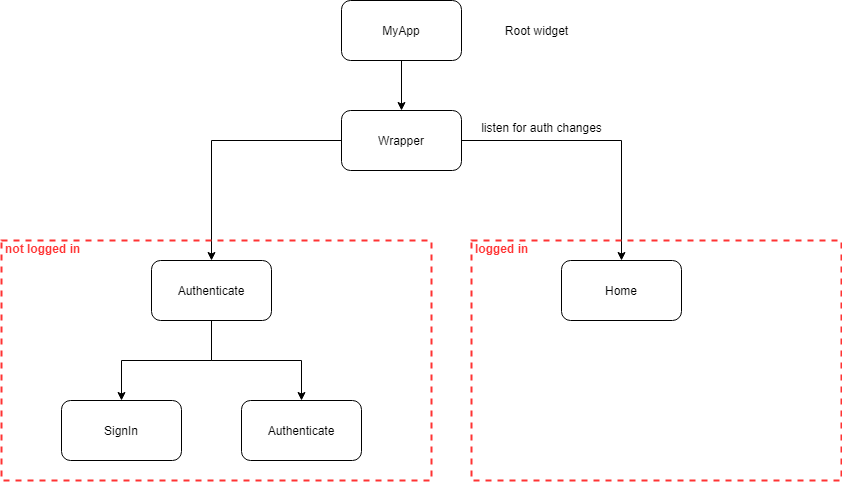 MyApp
Root widget
Wrapper
listen for auth changes
not logged in
logged in
Authenticate
Home
SignIn
Authenticate